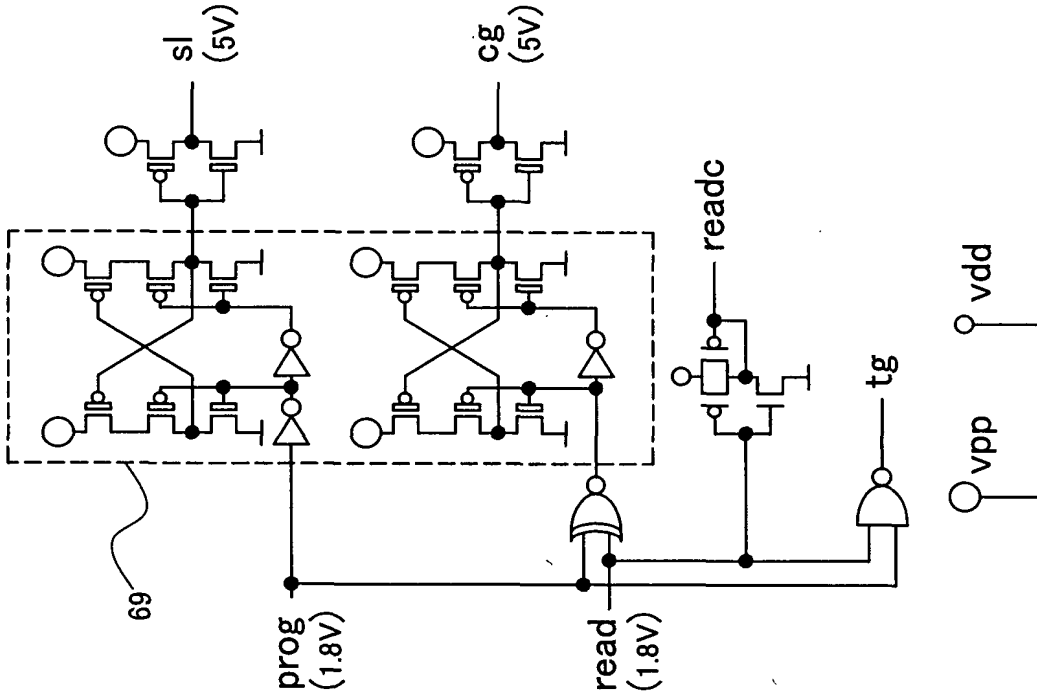 sl
(5V)
cg
(5V)
readc
tg
69
prog
(1.8V)
read
(1.8V)
vpp
vdd